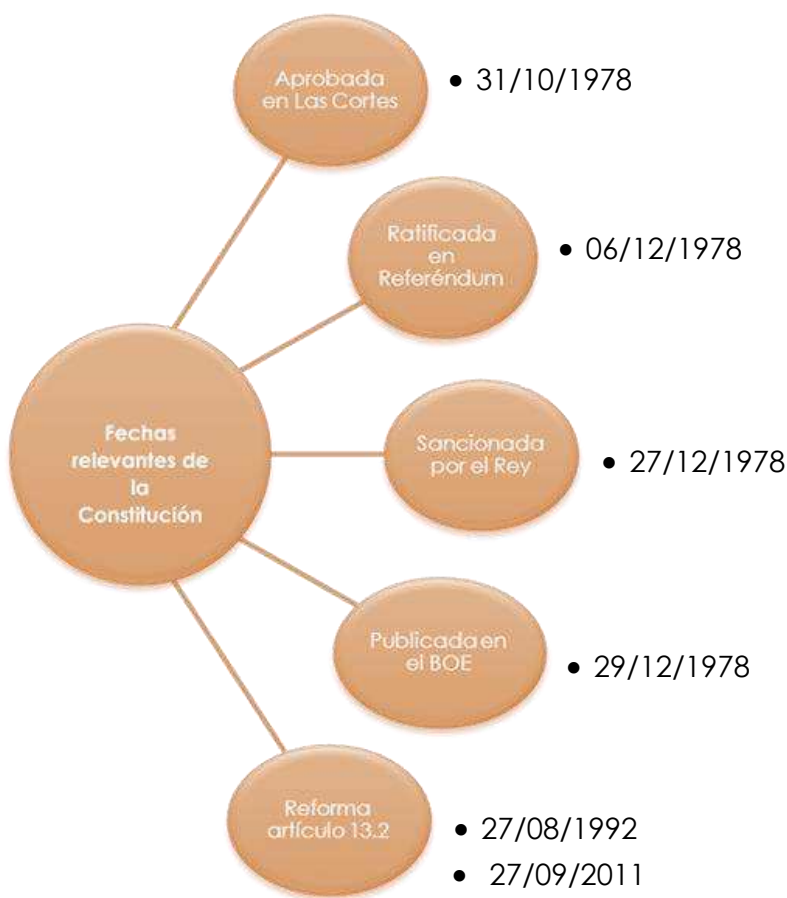 Aprobada
en Las Cortes
• 31/10/1978
Ratificada
en
Referéndum
• 06/12/1978
Fechas
relevantes de
la
Constitución
Sancionada
por el Rey
• 27/12/1978
Publicada en
el BOE
• 29/12/1978
Reforma
artículo 13.2
• 27/08/1992
• 27/09/2011